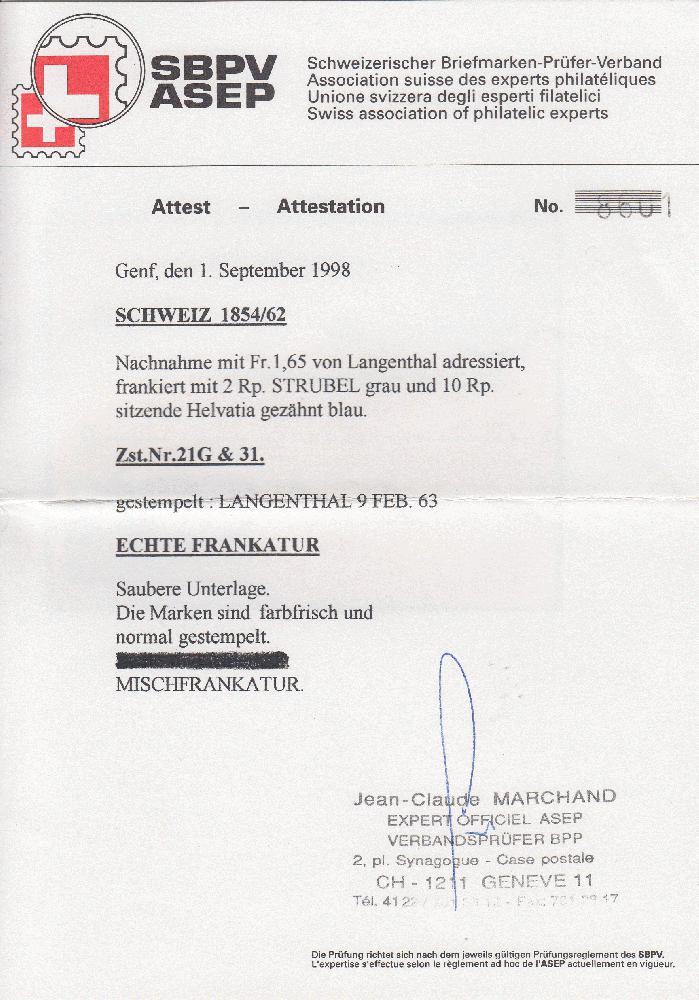 SBPV
ASEP
Schweizerischer Briefmarken-Prüfer-Verband
Association suisse des experts philatéliques
Unione svizzera degli esperti filatelici
Swiss association of philatelic experts
Attest – Attestation No. 8601
Genf, den 1. September 1998
SCHWEIZ 1854/62
Nachnahme mit Fr.1,65 von Langenthal adressiert,
frankiert mit 2 Rp. STRUBEL grau und 10 Rp.
sitzende Helvatia gezähnt blau.
Zst.Nr.21G & 31.
gestempelt : LANGENTHAL 9 FEB. 63
ECHTE FRANKATUR
Saubere Unterlage.
Die Marken sind farbfrisch und
normal gestempelt.
MISCHFRANKATUR.
Jean-Claude MARCHAND
EXPERT OFFICIEL ASEP
VERBANDSPRÜFER BPP
2, pl. Synagogue - Case postale
CH - 1211 GENEVE 11
Tél. 41 22
Die Prüfung richtet sich nach dem jeweils gültigen Prüfungsreglement des SBPV.
L'expertise s'effectue selon le règlement ad hoc de l'ASEP actuellement en vigueur.